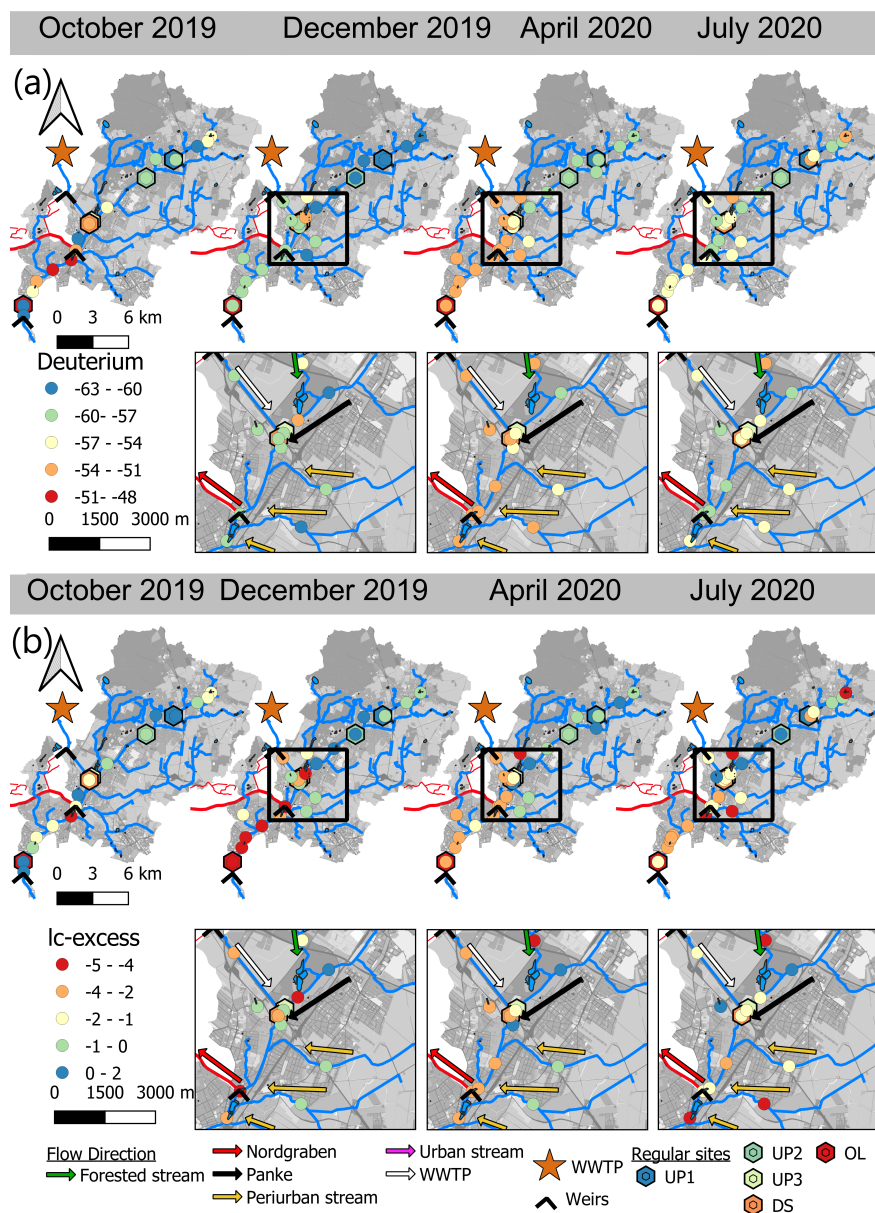 October 2019 December 2019 April 2020 July 2020
(a)
0 3 6 km
Deuterium
-63 - -60
-60- -57
-57 - -54
-54 - -51
-51- -48
0 1500 3000 m
October 2019 December 2019 April 2020 July 2020
(b)
0 3 6 km
lc-excess
-5 - -4
-4 - -2
-2 - -1
-1 - 0
0 - 2
0 1500 3000 m
Flow Direction
Forested stream
Nordgraben
Panke
Periurban stream
Urban stream
WWTP
WWTP
Weirs
Regular sites
UP1
UP2
UP3
DS
OL